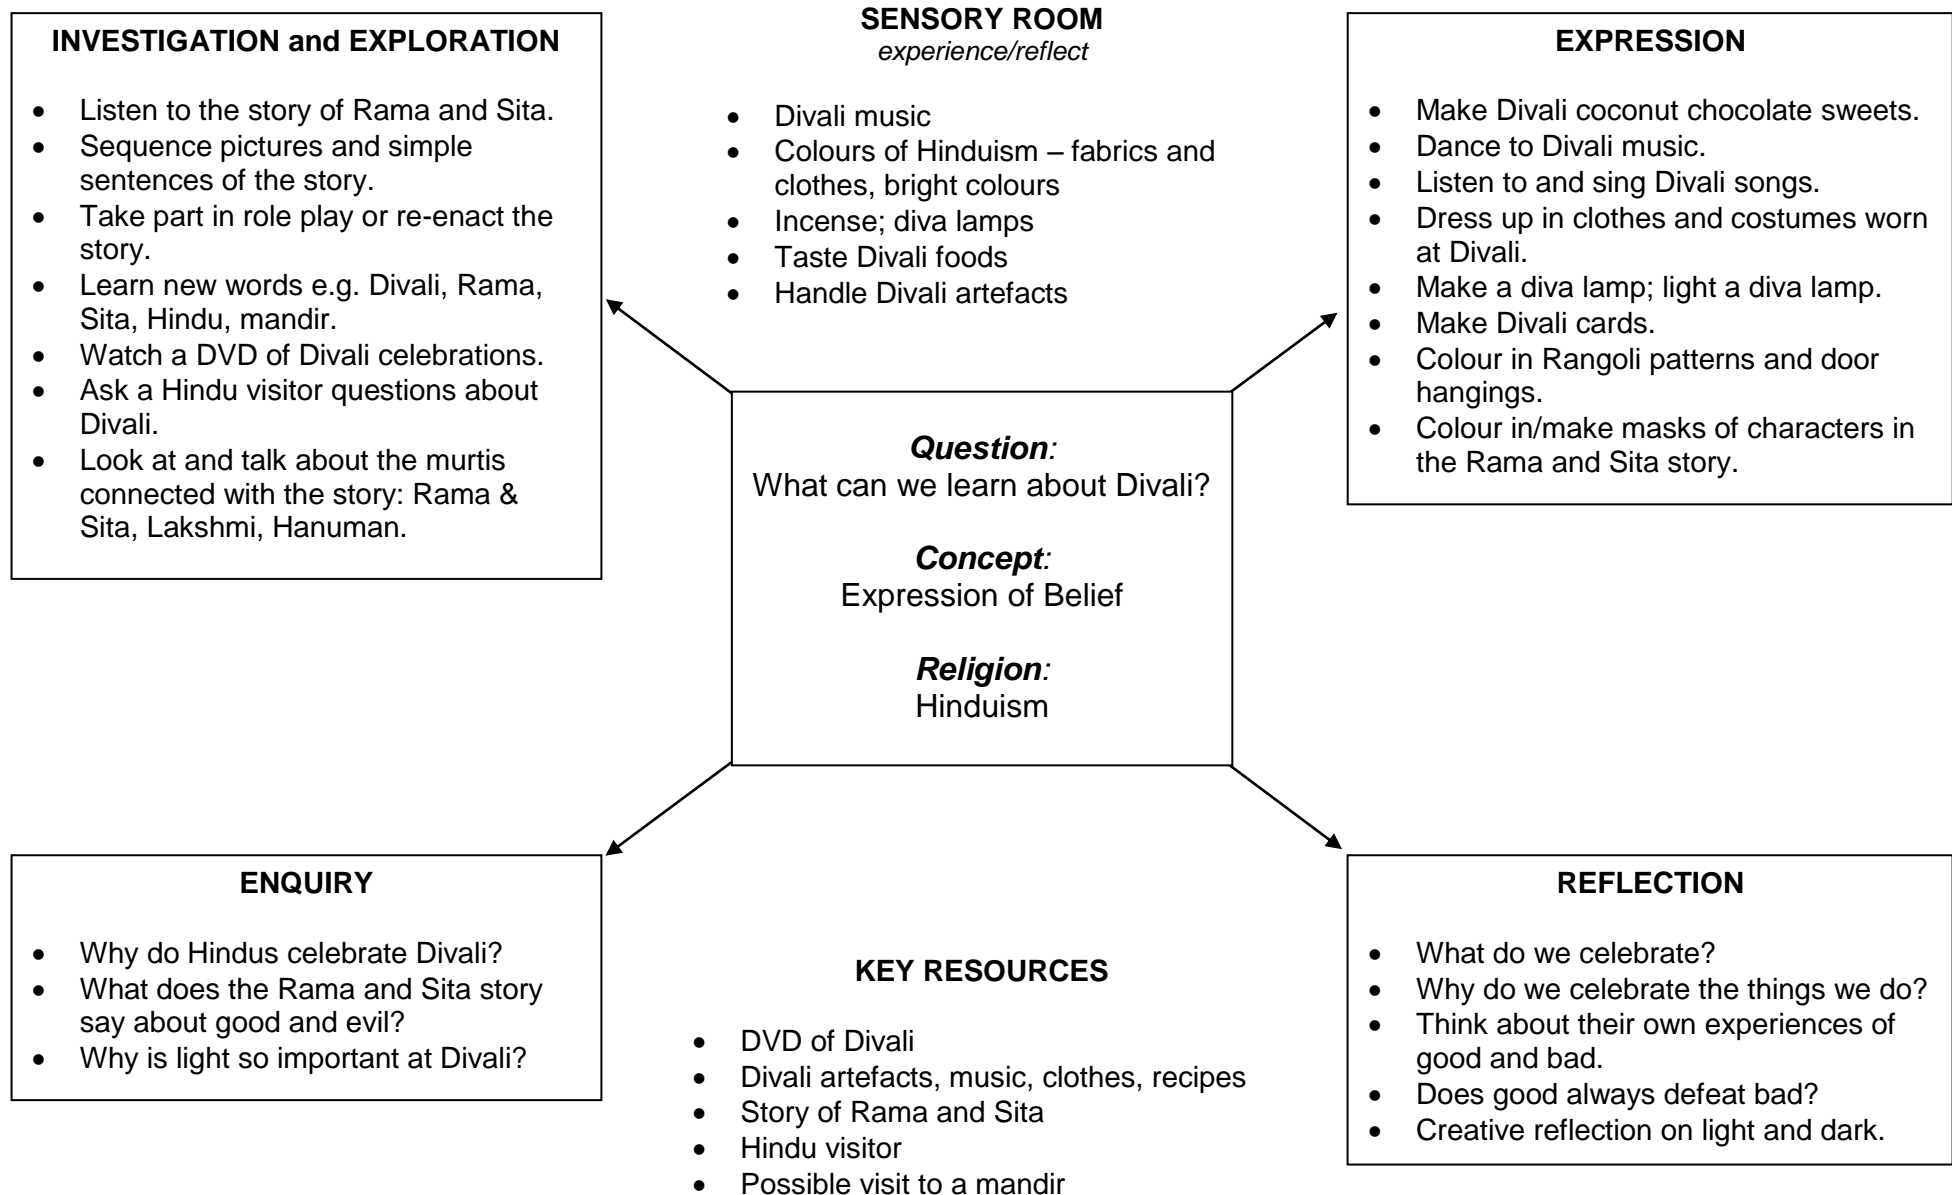 INVESTIGATION and EXPLORATION
• Listen to the story of Rama and Sita.
• Sequence pictures and simple
sentences of the story.
• Take part in role play or re-enact the
story.
• Learn new words e.g. Divali, Rama,
Sita, Hindu, mandir.
• Watch a DVD of Divali celebrations.
• Ask a Hindu visitor questions about
Divali.
• Look at and talk about the murtis
connected with the story: Rama &
Sita, Lakshmi, Hanuman.
SENSORY ROOM
experience/reflect
• Divali music
• Colours of Hinduism – fabrics and
clothes, bright colours
• Incense; diva lamps
• Taste Divali foods
• Handle Divali artefacts
EXPRESSION
• Make Divali coconut chocolate sweets.
• Dance to Divali music.
• Listen to and sing Divali songs.
• Dress up in clothes and costumes worn
at Divali.
• Make a diva lamp; light a diva lamp.
• Make Divali cards.
• Colour in Rangoli patterns and door
hangings.
• Colour in/make masks of characters in
the Rama and Sita story.
Question:
What can we learn about Divali?
Concept:
Expression of Belief
Religion:
Hinduism
ENQUIRY
• Why do Hindus celebrate Divali?
• What does the Rama and Sita story
say about good and evil?
• Why is light so important at Divali?
KEY RESOURCES
• DVD of Divali
• Divali artefacts, music, clothes, recipes
• Story of Rama and Sita
• Hindu visitor
• Possible visit to a mandir
REFLECTION
• What do we celebrate?
• Why do we celebrate the things we do?
• Think about their own experiences of
good and bad.
• Does good always defeat bad?
• Creative reflection on light and dark.